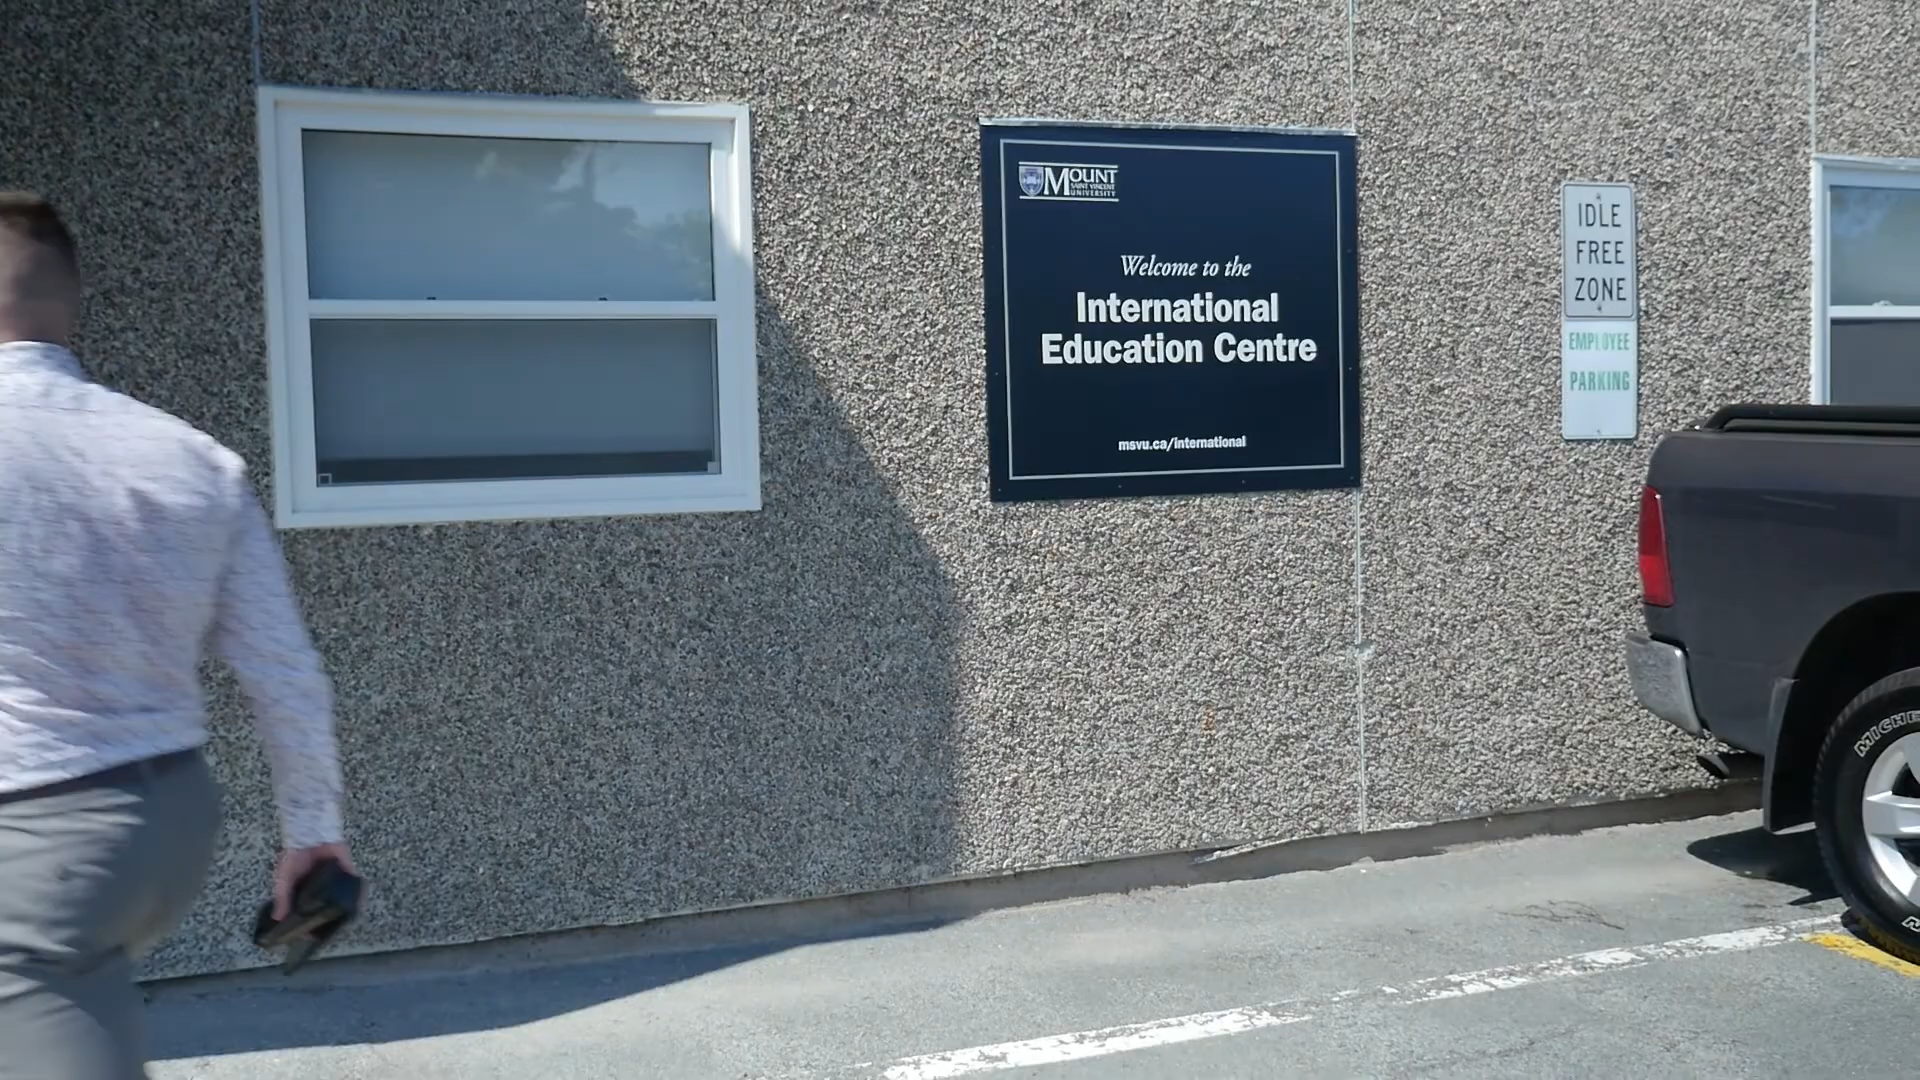 MOUNT
SAINT VINCENT
UNIVERSITY
Welcome to the
International
Education Centre
msvu.ca/international
IDLE
FREE
ZONE
EMPLOYEE
PARKING